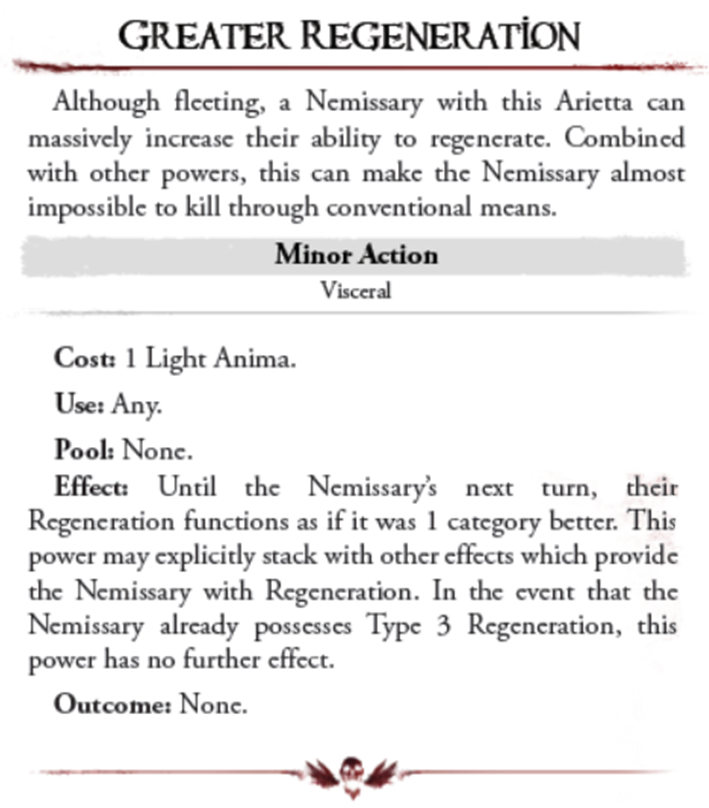 Greater Regeneration
Although fleeting, a Nemissary with this Arietta can
massively increase their ability to regenerate. Combined
with other powers, this can make the Nemissary almost
impossible to kill through conventional means.
Minor Action
Visceral
Cost: 1 Light Anima.
Use: Any.
Pool: None.
Effect: Until the Nemissary's next turn, their
Regeneration functions as if it was 1 category better. This
power may explicitly stack with other effects which provide
the Nemissary with Regeneration. In the event that the
Nemissary already possesses Type 3 Regeneration, this
power has no further effect.
Outcome: None.